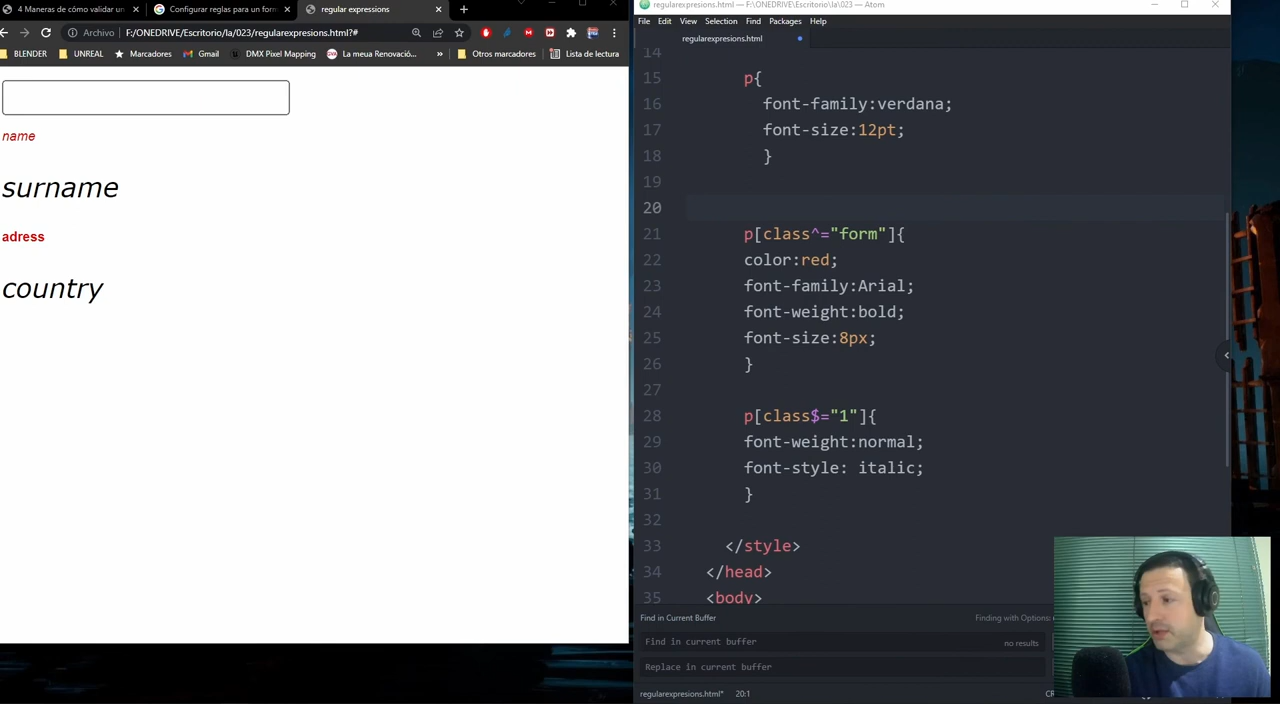 4 Maneras de cómo validar un
Configurar reglas para un form
regular expressions
Archivo
F:/ONEDRIVE/Escritorio/la/023/regularexpresions.html?#
BLENDER
UNREAL
Marcadores
Gmail
DMX Pixel Mapping
La meua Renovació...
»
Otros marcadores
Lista de lectura
name
surname
adress
country
regularexpresions.html — F:\ONEDRIVE\Escritorio\la\023 — Atom
File Edit View Selection Find Packages Help
regularexpresions.html
14
15 p{
16 font-family:verdana;
17 font-size:12pt;
18 }
19
20
21 p[class^="form"]{
22 color:red;
23 font-family:Arial;
24 font-weight:bold;
25 font-size:8px;
26 }
27
28 p[class$="1"]{
29 font-weight:normal;
30 font-style: italic;
31 }
32
33 </style>
34 </head>
35 <body>
Find in Current Buffer
Finding with Options:
Find in current buffer
no results
Replace in current buffer
regularexpresions.html* 20:1